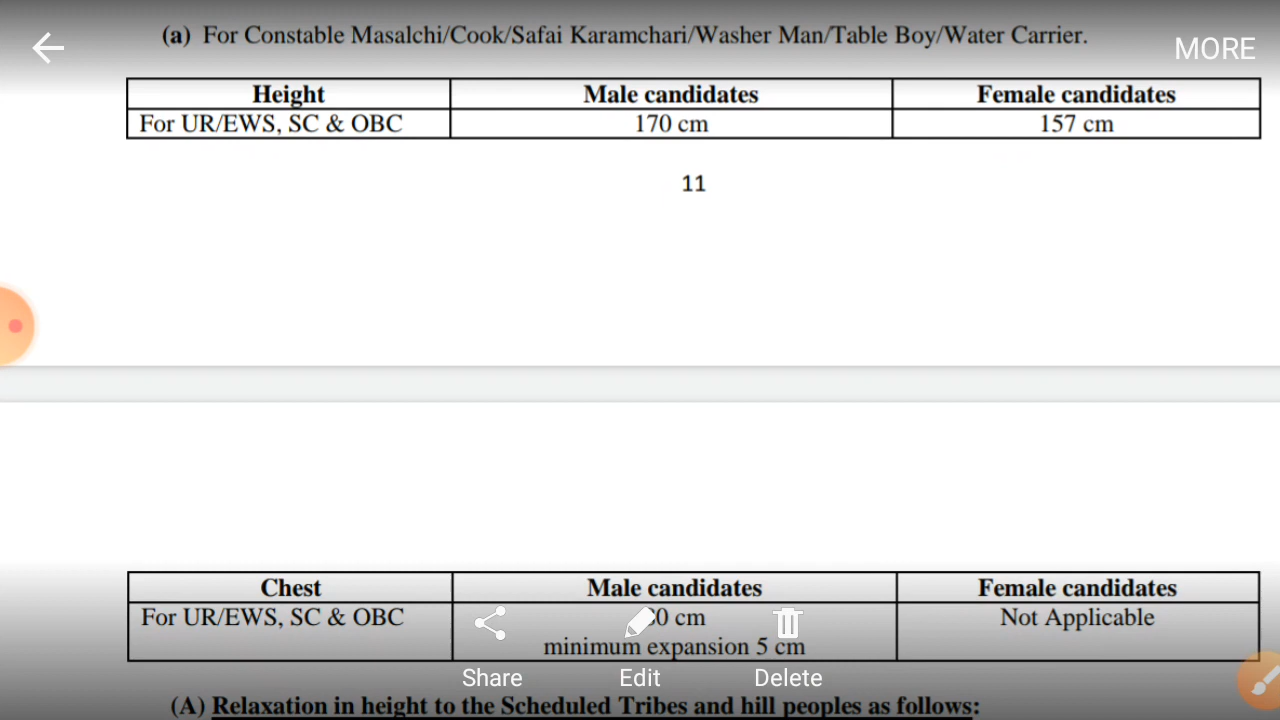 (a) For Constable Masalchi/Cook/Safai Karamchari/Washer Man/Table Boy/Water Carrier.
MORE
Height Male candidates Female candidates
For UR/EWS, SC & OBC 170 cm 157 cm
11
Chest Male candidates Female candidates
For UR/EWS, SC & OBC cm Not Applicable
minimum expansion 5 cm
Share Edit Delete
(A) Relaxation in height to the Scheduled Tribes and hill peoples as follows: